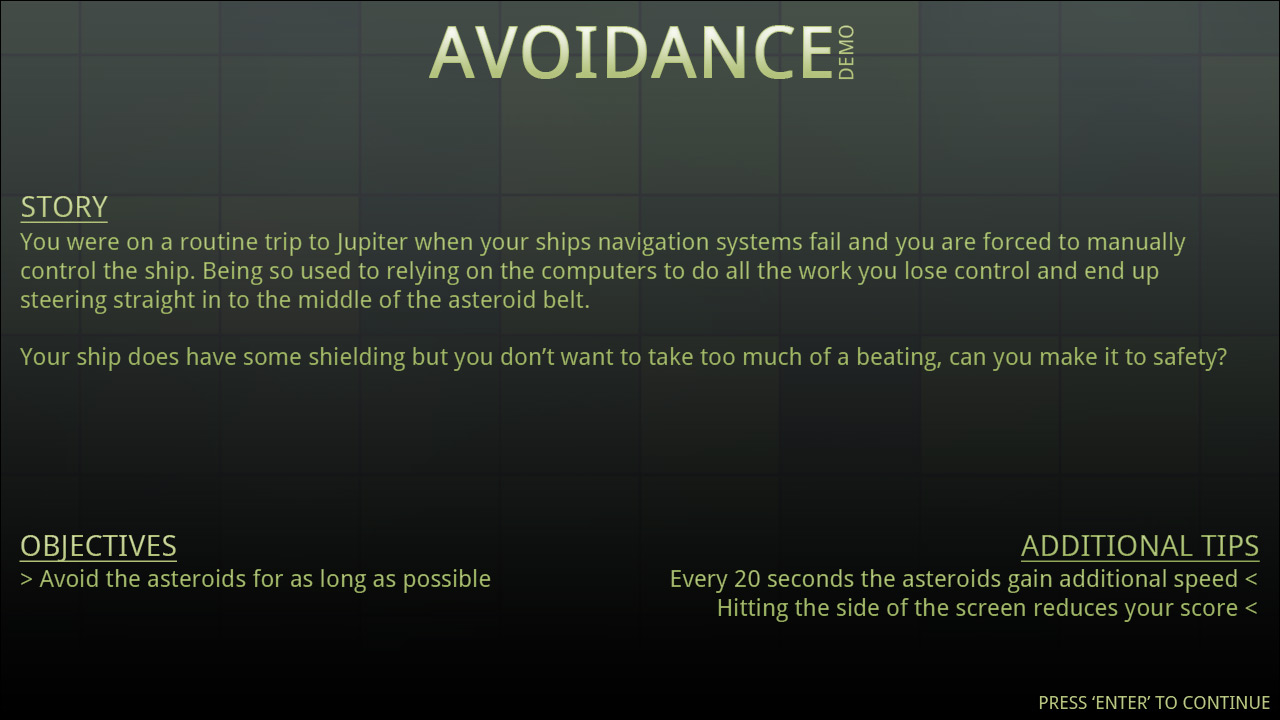 AVOIDANCE DEMO
STORY
You were on a routine trip to Jupiter when your ships navigation systems fail and you are forced to manually
control the ship. Being so used to relying on the computers to do all the work you lose control and end up
steering straight in to the middle of the asteroid belt.
Your ship does have some shielding but you don’t want to take too much of a beating, can you make it to safety?
OBJECTIVES
> Avoid the asteroids for as long as possible
ADDITIONAL TIPS
Every 20 seconds the asteroids gain additional speed <
Hitting the side of the screen reduces your score <
PRESS ‘ENTER’ TO CONTINUE